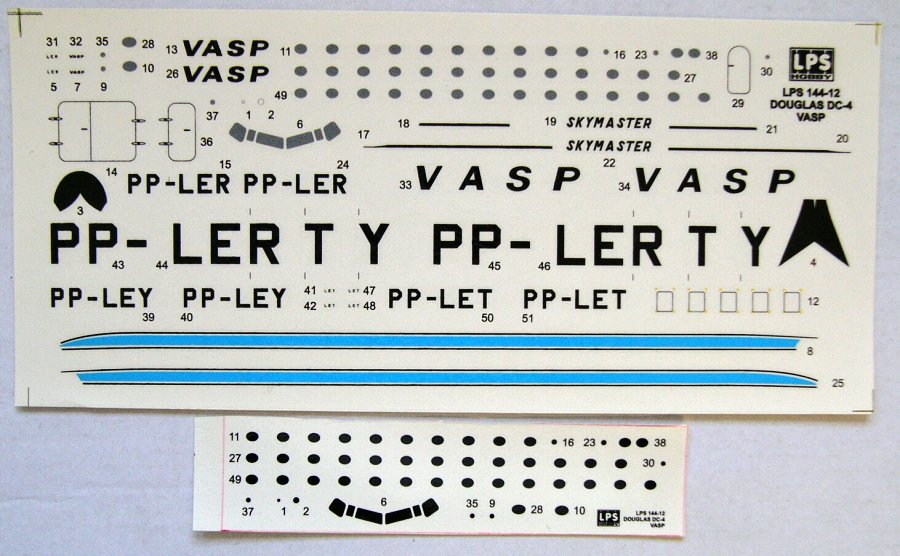 31 32 35 28 13 VASP 11 16 23 38
LER VASP 10 26 VASP 27 30 LPS
5 7 9 49 29 HOBBY
LPS 144-12
DOUGLAS DC-4
VASP
37 1 2 6 17 18 19 SKYMASTER 21
36 SKYMASTER 20
14 15 24 22
3 PP-LER PP-LER 33 VASP 34 VASP
PP- LER T Y PP- LER T Y
43 44 45 46 4
PP-LEY PP-LEY 41 LET LET 47 PP-LET PP-LET 12
42 LET LET 48
39 40 50 51
8
25
11 16 23 38
27 30
49
37 1 2 6 35 9 28 10 LPS LPS 144-12
DOUGLAS DC-4
VASP